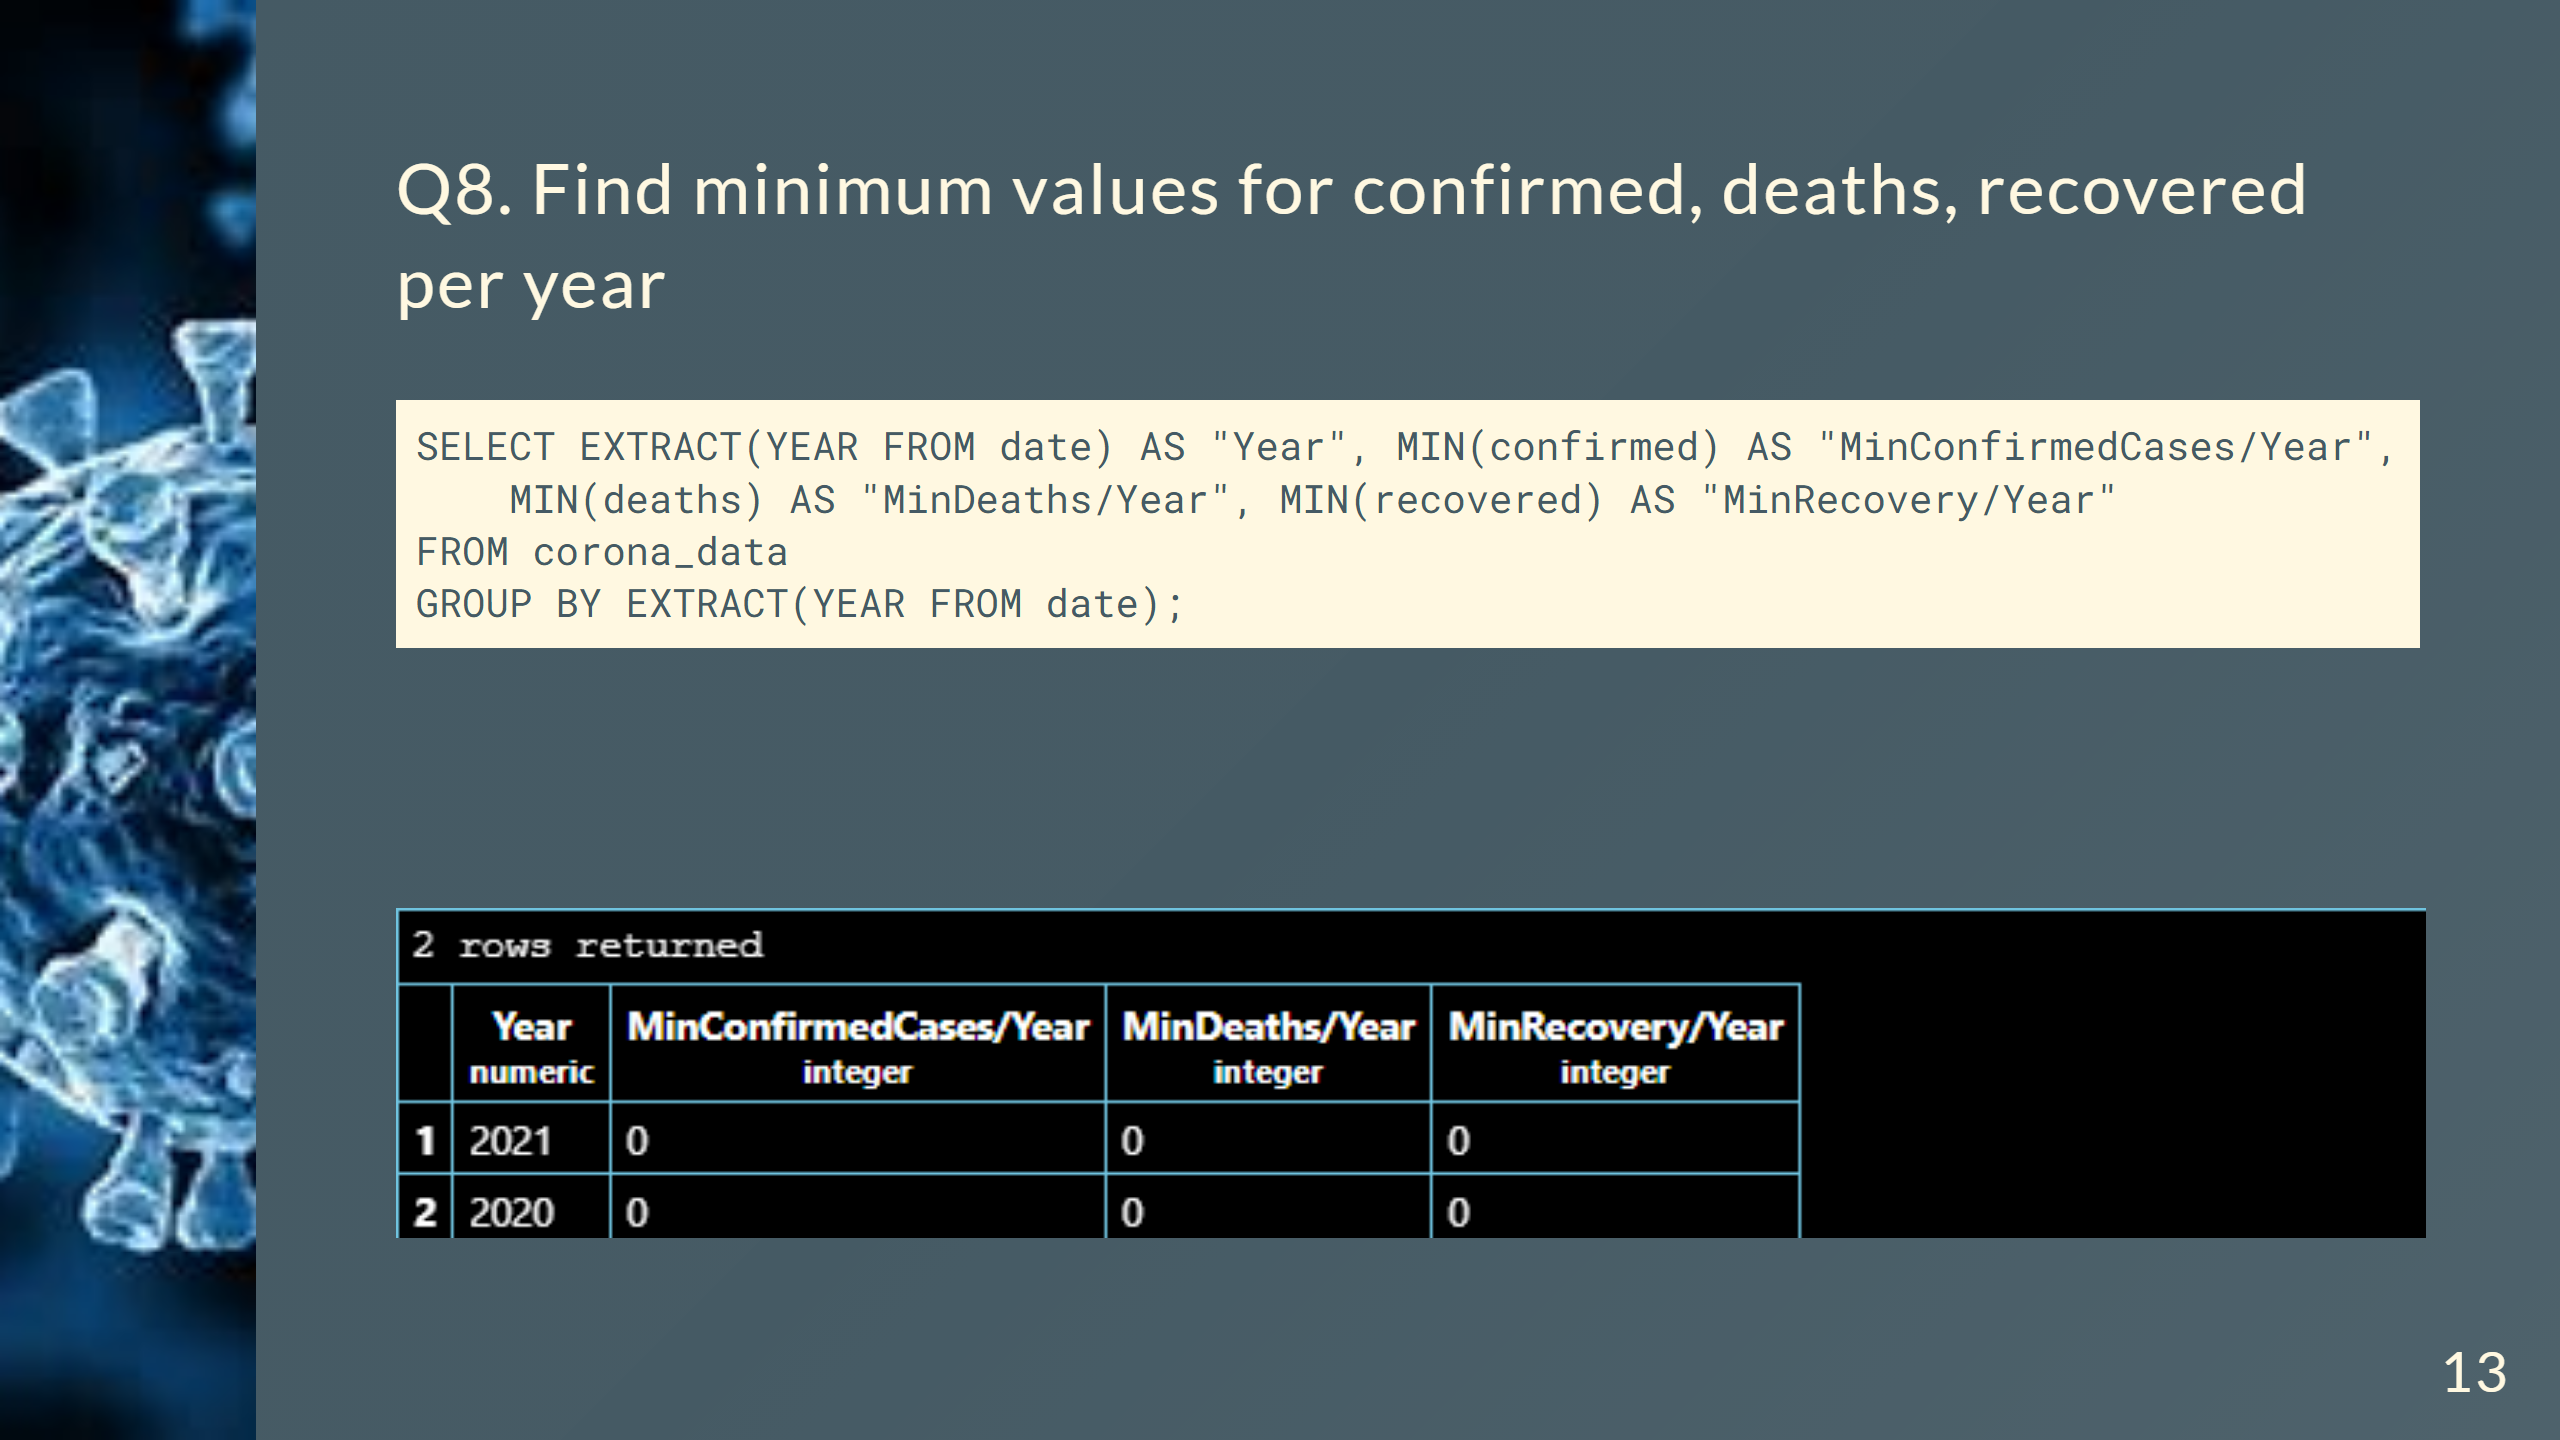 Q8. Find minimum values for confirmed, deaths, recovered
per year
SELECT EXTRACT(YEAR FROM date) AS "Year", MIN(confirmed) AS "MinConfirmedCases/Year",
    MIN(deaths) AS "MinDeaths/Year", MIN(recovered) AS "MinRecovery/Year"
FROM corona_data
GROUP BY EXTRACT(YEAR FROM date);
2 rows returned
Year MinConfirmedCases/Year MinDeaths/Year MinRecovery/Year
numeric integer integer integer
1 2021 0 0 0
2 2020 0 0 0
13